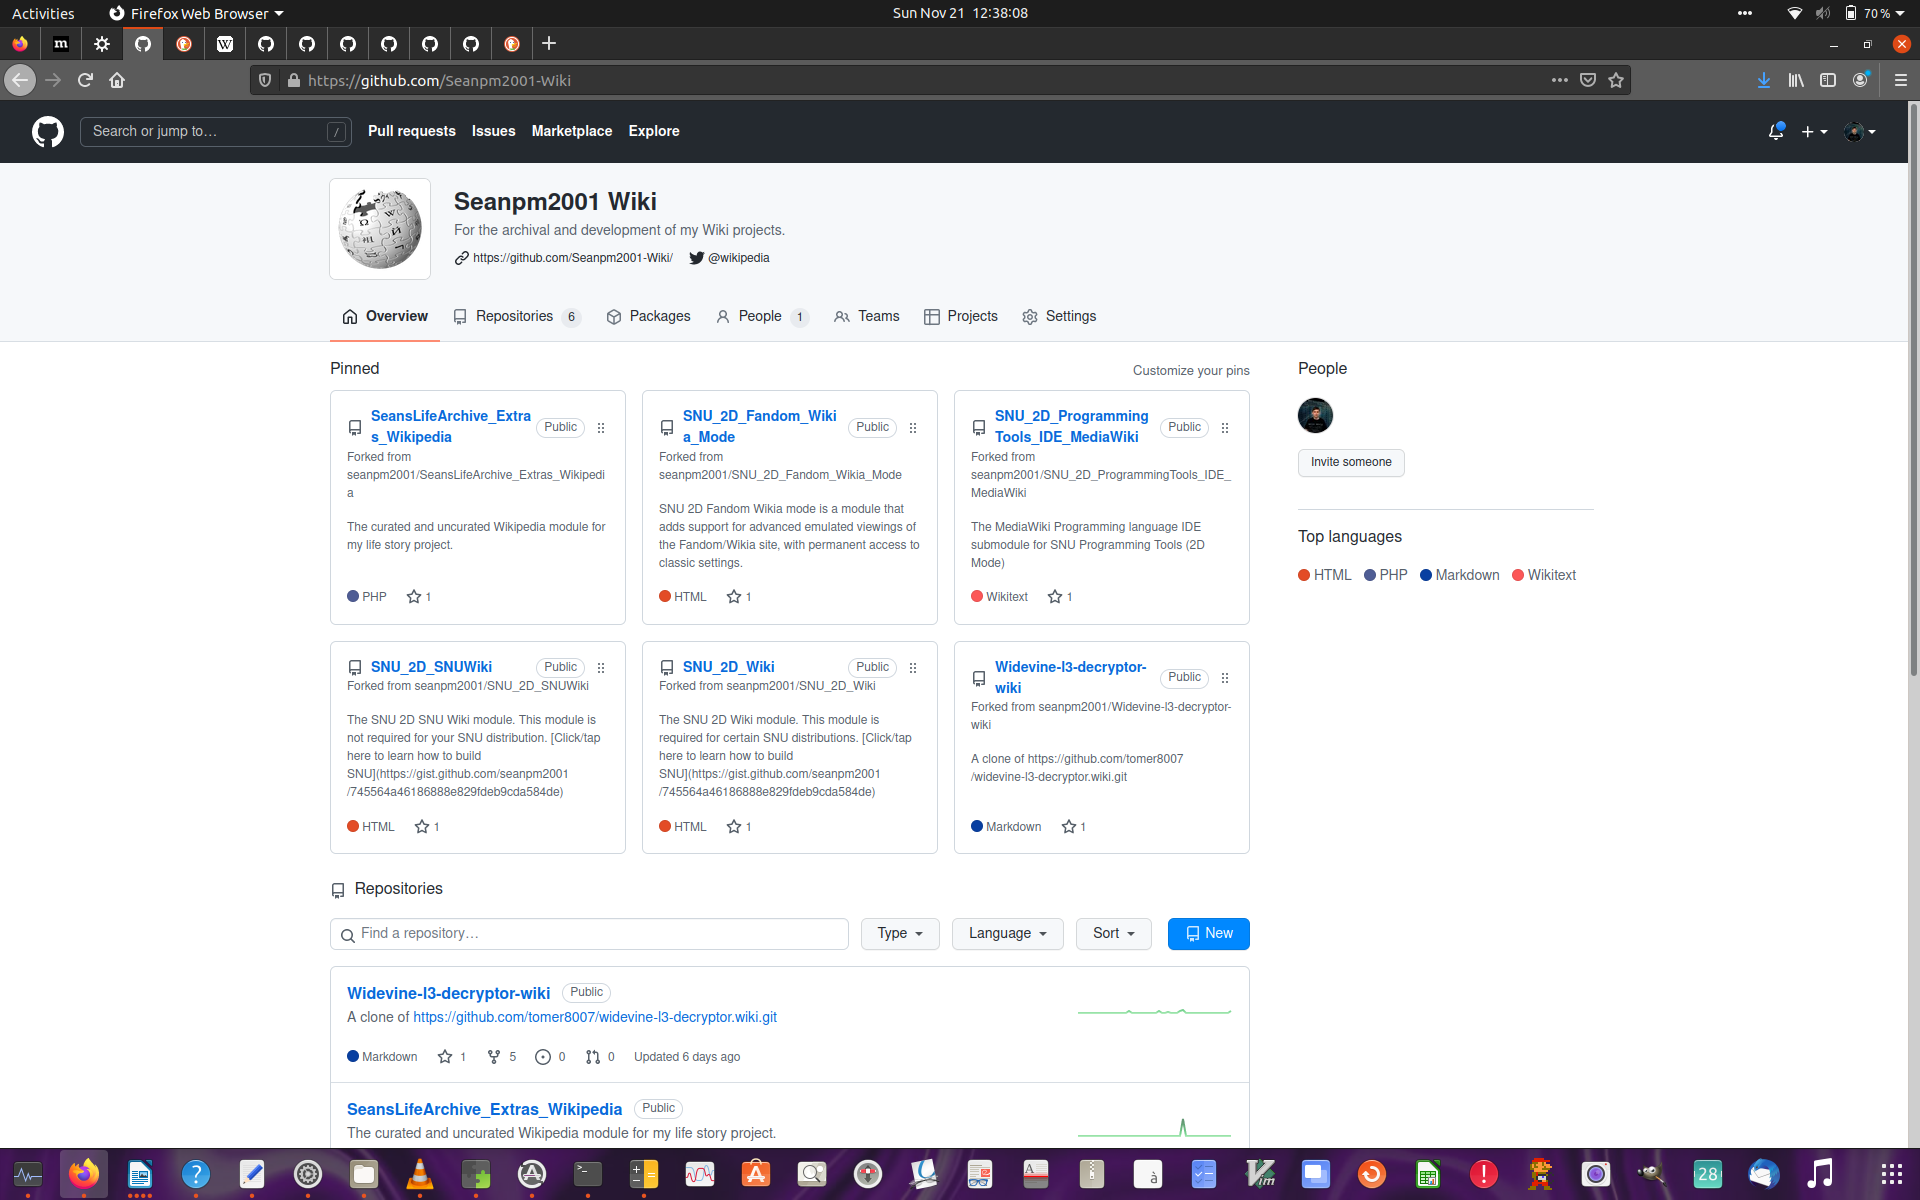 Activities
Firefox Web Browser
Sun Nov 21 12:38:08
70 %
https://github.com/Seanpm2001-Wiki
Search or jump to…
/
Pull requests
Issues
Marketplace
Explore
Seanpm2001 Wiki
For the archival and development of my Wiki projects.
https://github.com/Seanpm2001-Wiki/
@wikipedia
Overview
Repositories 6
Packages
People 1
Teams
Projects
Settings
Pinned
Customize your pins
SeansLifeArchive_Extra
s_Wikipedia
Public
Forked from
seanpm2001/SeansLifeArchive_Extras_Wikipedi
a
The curated and uncurated Wikipedia module for
my life story project.
PHP
1
SNU_2D_Fandom_Wiki
a_Mode
Public
Forked from
seanpm2001/SNU_2D_Fandom_Wikia_Mode
SNU 2D Fandom Wikia mode is a module that
adds support for advanced emulated viewings of
the Fandom/Wikia site, with permanent access to
classic settings.
HTML
1
SNU_2D_Programming
Tools_IDE_MediaWiki
Public
Forked from
seanpm2001/SNU_2D_ProgrammingTools_IDE_
MediaWiki
The MediaWiki Programming language IDE
submodule for SNU Programming Tools (2D
Mode)
Wikitext
1
SNU_2D_SNUWiki
Public
Forked from seanpm2001/SNU_2D_SNUWiki
The SNU 2D SNU Wiki module. This module is
not required for your SNU distribution. [Click/tap
here to learn how to build
SNU](https://gist.github.com/seanpm2001
/745564a46186888e829fdeb9cda584de)
HTML
1
SNU_2D_Wiki
Public
Forked from seanpm2001/SNU_2D_Wiki
The SNU 2D Wiki module. This module is
required for certain SNU distributions. [Click/tap
here to learn how to build
SNU](https://gist.github.com/seanpm2001
/745564a46186888e829fdeb9cda584de)
HTML
1
Widevine-l3-decryptor-
wiki
Public
Forked from seanpm2001/Widevine-l3-decryptor-
wiki
A clone of https://github.com/tomer8007
/widevine-l3-decryptor.wiki.git
Markdown
1
People
Invite someone
Top languages
HTML
PHP
Markdown
Wikitext
Repositories
Find a repository…
Type
Language
Sort
New
Widevine-l3-decryptor-wiki
Public
A clone of https://github.com/tomer8007/widevine-l3-decryptor.wiki.git
Markdown
1
5
0
0
Updated 6 days ago
SeansLifeArchive_Extras_Wikipedia
Public
The curated and uncurated Wikipedia module for my life story project.
28